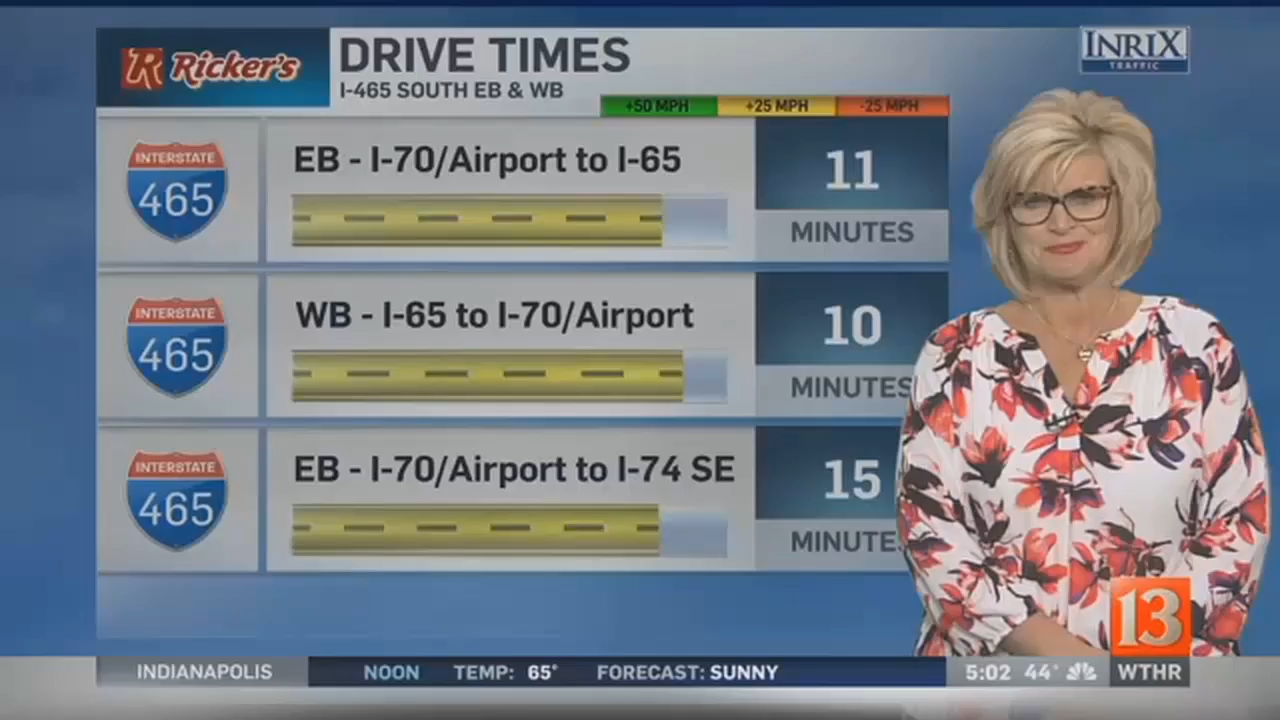 R Ricker's
DRIVE TIMES
I-465 SOUTH EB & WB
INRIX
TRAFFIC
+50 MPH +25 MPH -25 MPH
INTERSTATE
465
EB - I-70/Airport to I-65
11
MINUTES
INTERSTATE
465
WB - I-65 to I-70/Airport
10
MINUTES
INTERSTATE
465
EB - I-70/Airport to I-74 SE
15
MINUTE
13
INDIANAPOLIS NOON TEMP: 65° FORECAST: SUNNY 5:02 44° WTHR